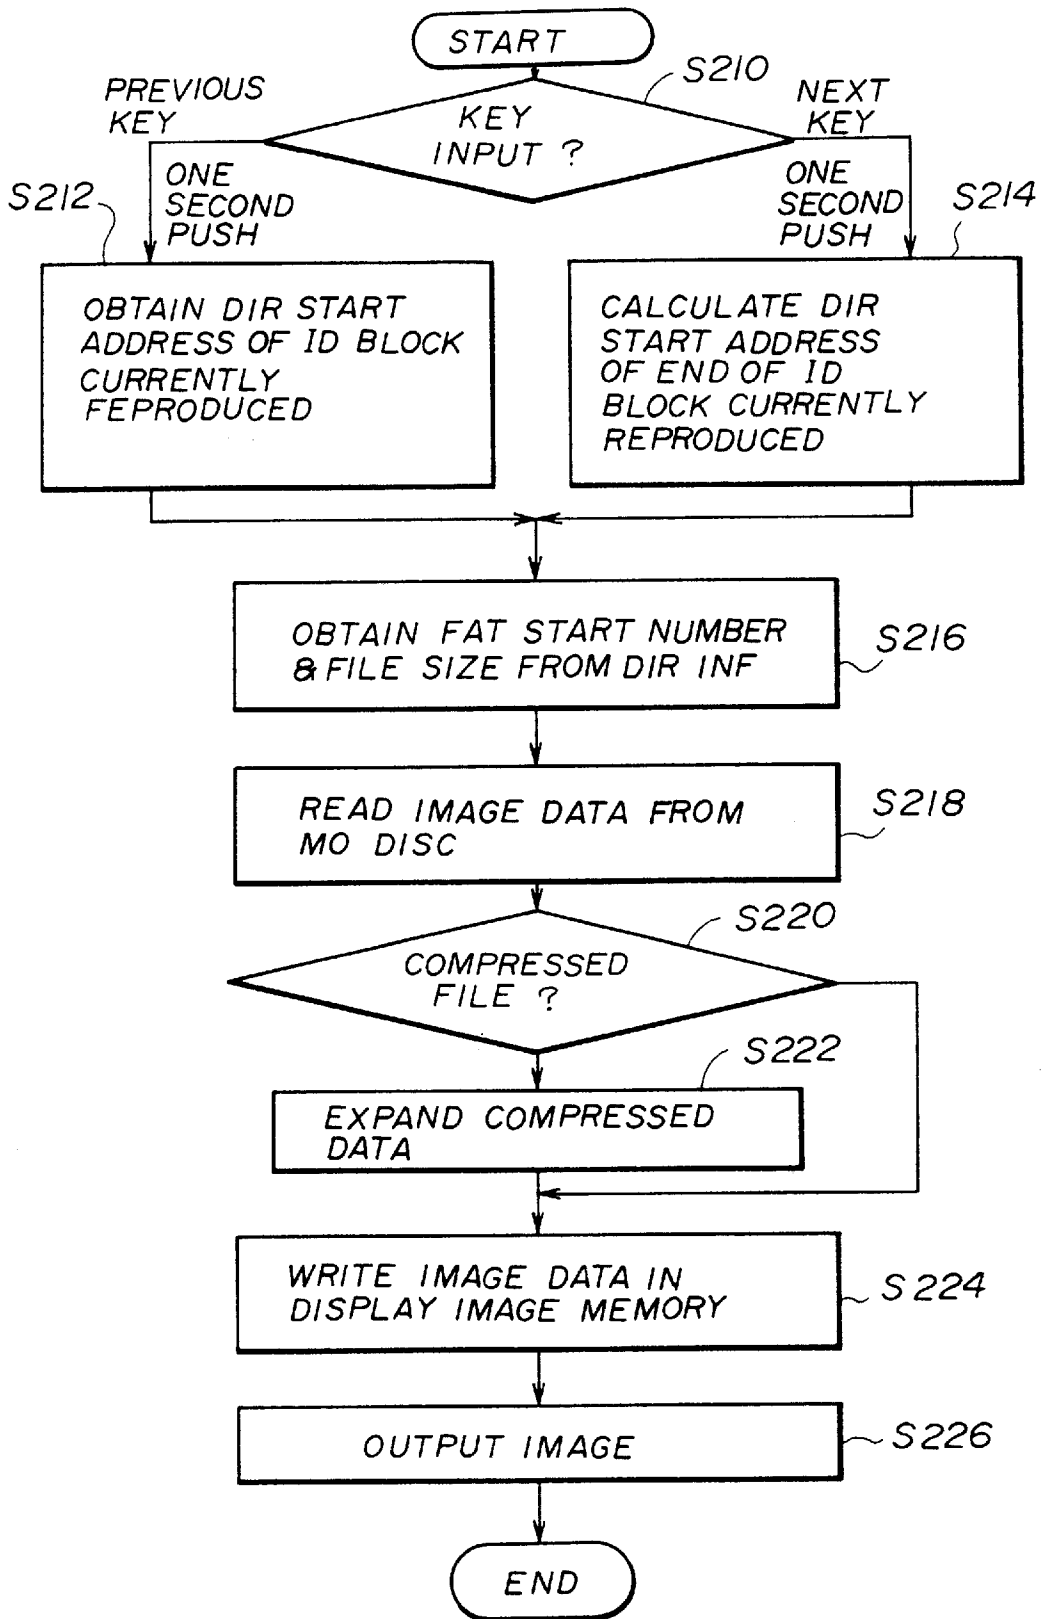 START
S210
PREVIOUS
KEY
KEY
INPUT ?
NEXT
KEY
S212
ONE
SECOND
PUSH
ONE
SECOND
PUSH
S214
OBTAIN DIR START
ADDRESS OF ID BLOCK
CURRENTLY
FEPRODUCED
CALCULATE DIR
START ADDRESS
OF END OF ID
BLOCK CURRENTLY
REPRODUCED
OBTAIN FAT START NUMBER
& FILE SIZE FROM DIR INF
S216
READ IMAGE DATA FROM
MO DISC
S218
S220
COMPRESSED
FILE ?
S222
EXPAND COMPRESSED
DATA
WRITE IMAGE DATA IN
DISPLAY IMAGE MEMORY
S224
OUTPUT IMAGE
S226
END